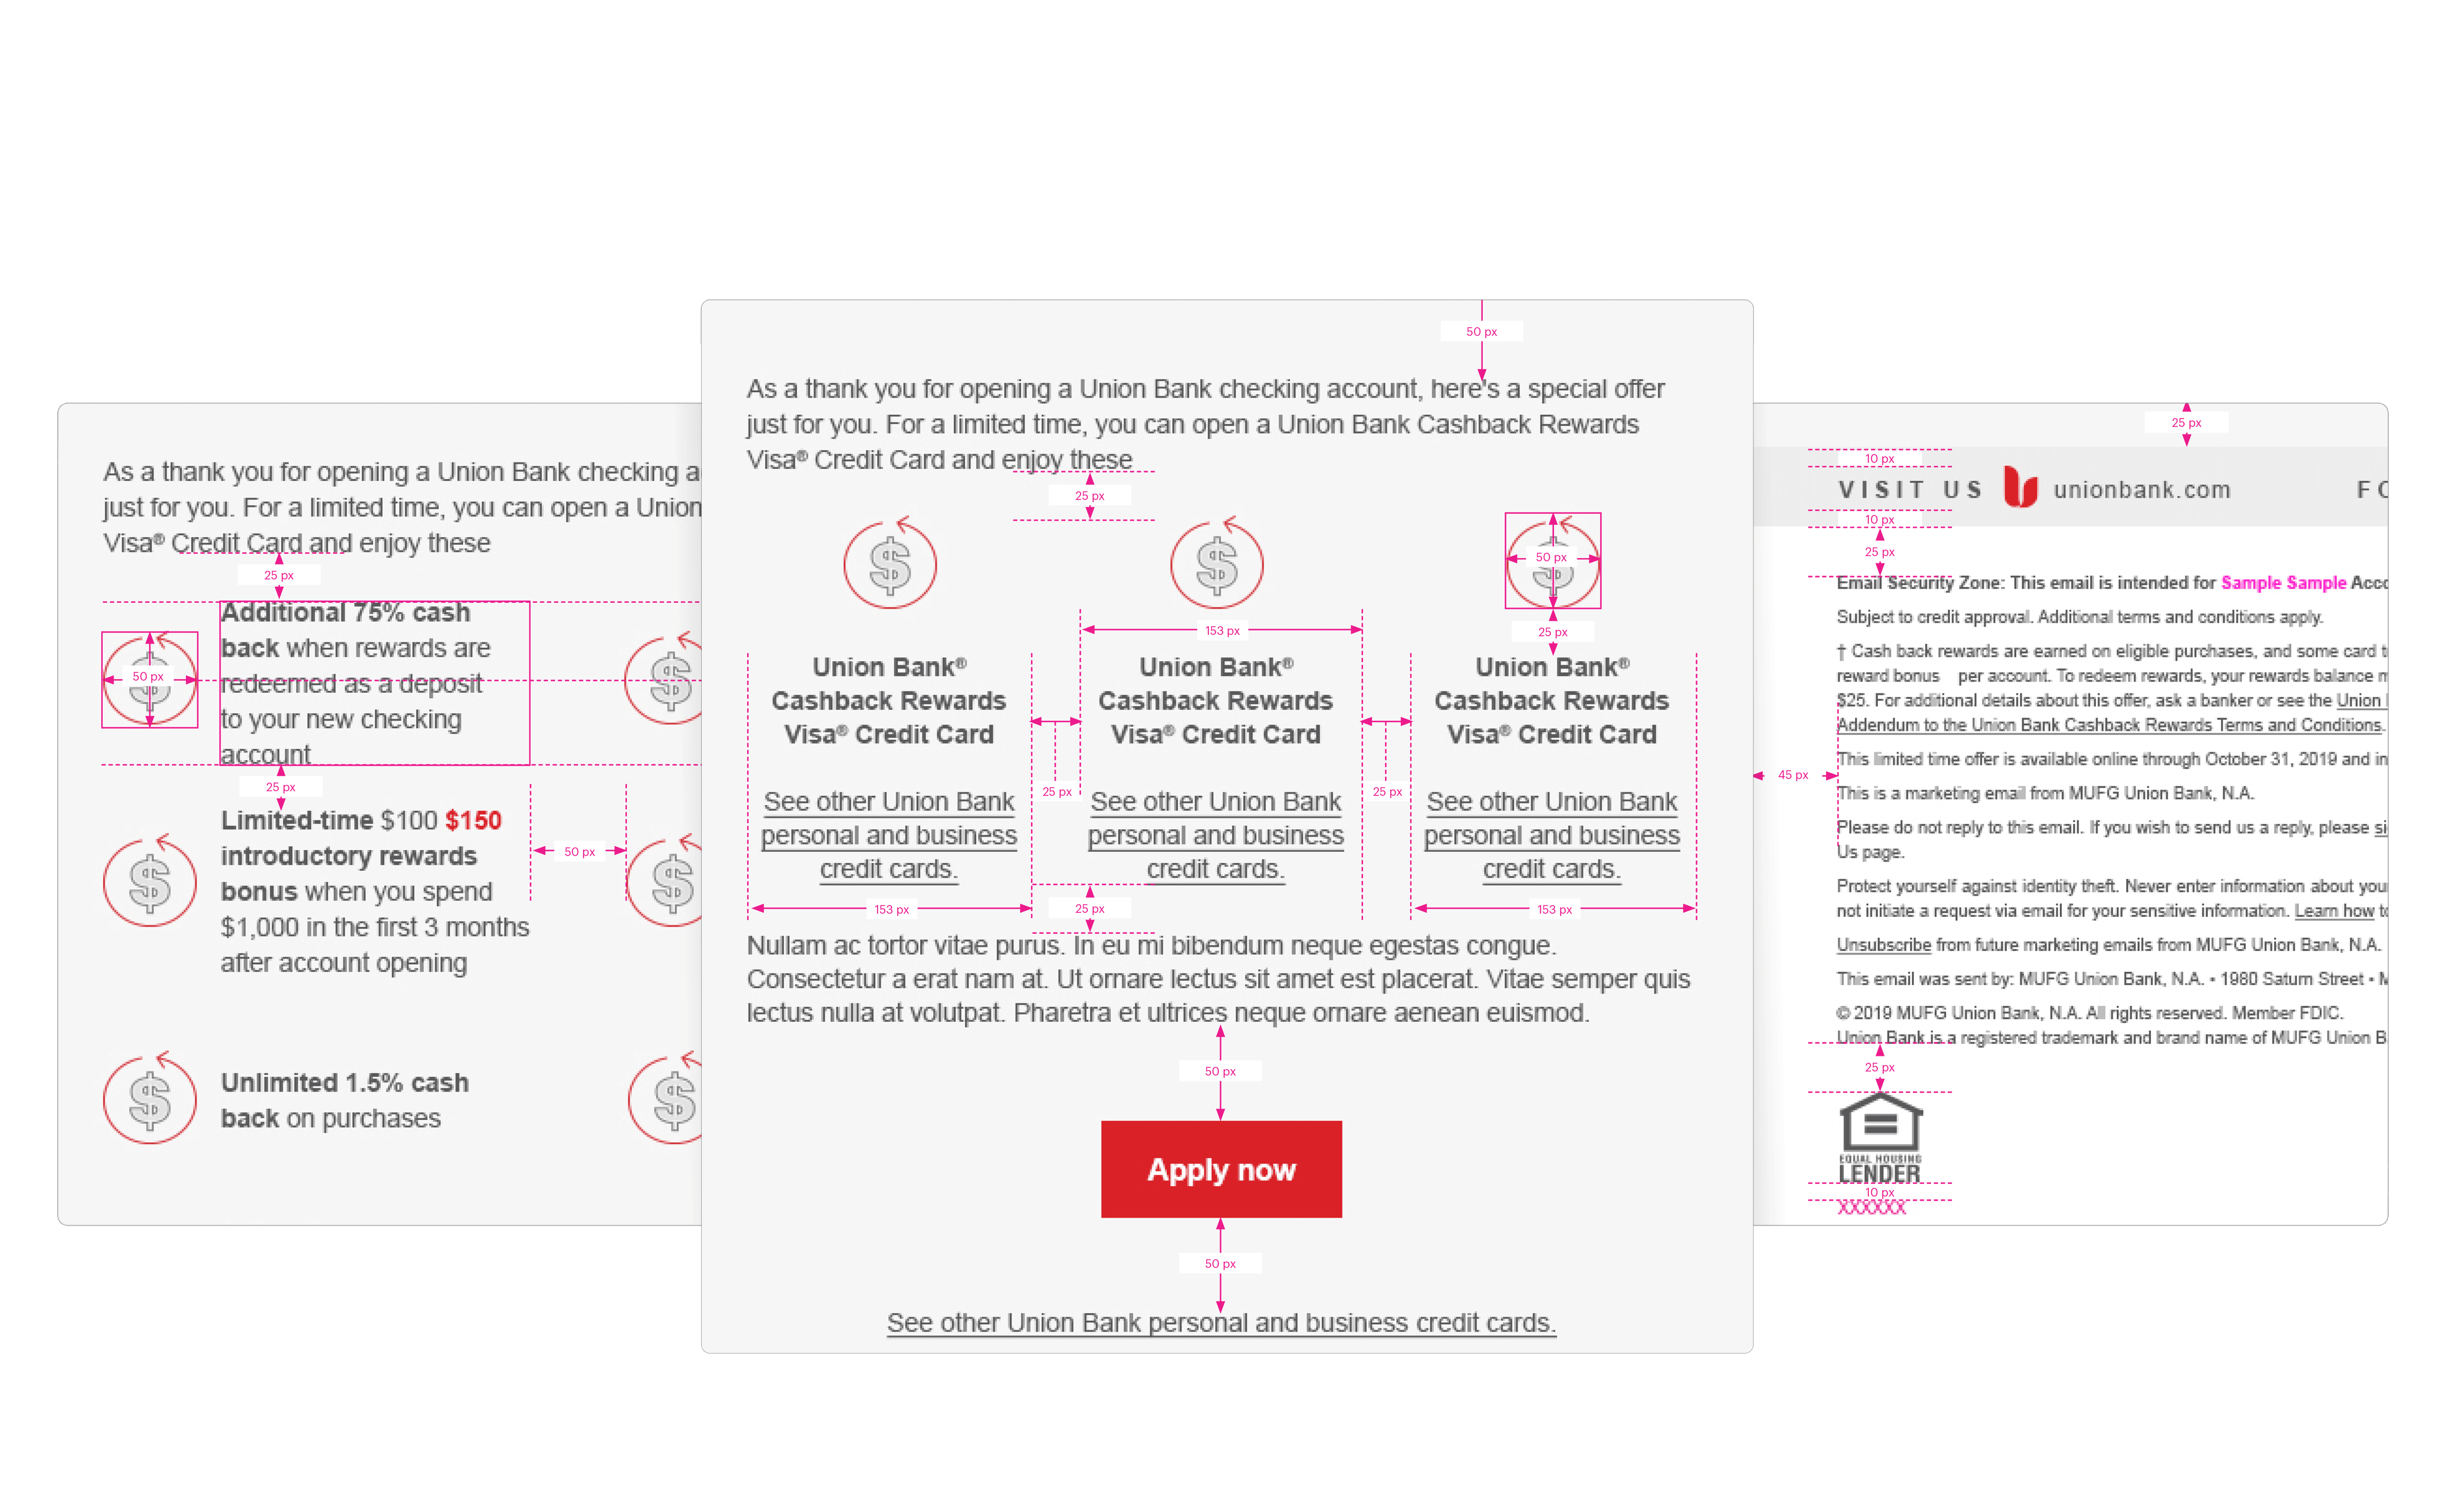 As a thank you for opening a Union Bank checking a
just for you. For a limited time, you can open a Union
Visa® Credit Card and enjoy these
25 px
Additional 75% cash
back when rewards are
redeemed as a deposit
to your new checking
account
50 px
25 px
Limited-time $100 $150
introductory rewards
bonus when you spend
$1,000 in the first 3 months
after account opening
50 px
Unlimited 1.5% cash
back on purchases
50 px
As a thank you for opening a Union Bank checking account, here's a special offer
just for you. For a limited time, you can open a Union Bank Cashback Rewards
Visa® Credit Card and enjoy these
25 px
50 px
153 px
25 px
Union Bank®
Cashback Rewards
Visa® Credit Card
Union Bank®
Cashback Rewards
Visa® Credit Card
Union Bank®
Cashback Rewards
Visa® Credit Card
25 px
25 px
See other Union Bank
personal and business
credit cards.
See other Union Bank
personal and business
credit cards.
See other Union Bank
personal and business
credit cards.
153 px
25 px
153 px
Nullam ac tortor vitae purus. In eu mi bibendum neque egestas congue.
Consectetur a erat nam at. Ut ornare lectus sit amet est placerat. Vitae semper quis
lectus nulla at volutpat. Pharetra et ultrices neque ornare aenean euismod.
50 px
Apply now
50 px
See other Union Bank personal and business credit cards.
25 px
10 px
VISIT US unionbank.com FO
10 px
25 px
Email Security Zone: This email is intended for Sample Sample Acco
Subject to credit approval. Additional terms and conditions apply.
† Cash back rewards are earned on eligible purchases, and some card t
reward bonus per account. To redeem rewards, your rewards balance m
$25. For additional details about this offer, ask a banker or see the Union
Addendum to the Union Bank Cashback Rewards Terms and Conditions.
This limited time offer is available online through October 31, 2019 and in
45 px
This is a marketing email from MUFG Union Bank, N.A.
Please do not reply to this email. If you wish to send us a reply, please si
Us page.
Protect yourself against identity theft. Never enter information about you
not initiate a request via email for your sensitive information. Learn how to
Unsubscribe from future marketing emails from MUFG Union Bank, N.A.
This email was sent by: MUFG Union Bank, N.A. • 1980 Saturn Street • M
© 2019 MUFG Union Bank, N.A. All rights reserved. Member FDIC.
Union Bank is a registered trademark and brand name of MUFG Union B
25 px
EQUAL HOUSING
LENDER
10 px
XXXXXX